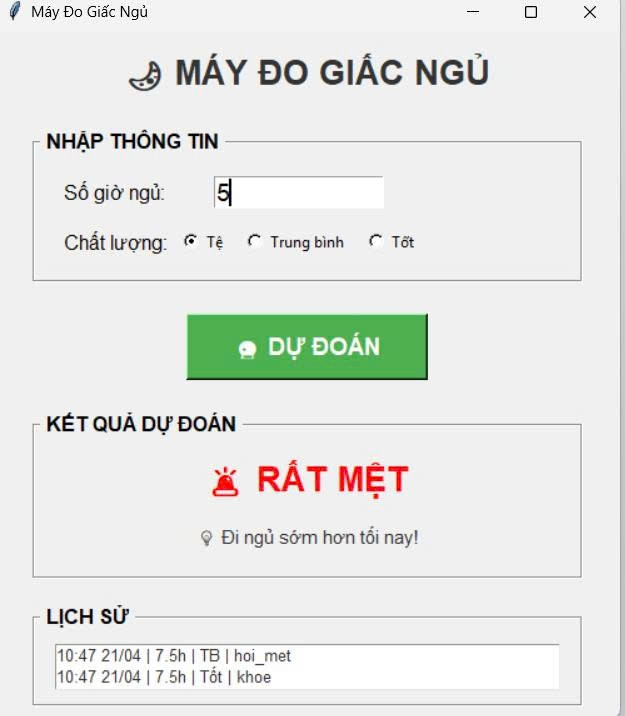 Máy Đo Giấc Ngủ
MÁY ĐO GIẤC NGỦ
NHẬP THÔNG TIN
Số giờ ngủ: 5
Chất lượng: Tệ Trung bình Tốt
DỰ ĐOÁN
KẾT QUẢ DỰ ĐOÁN
RẤT MỆT
Đi ngủ sớm hơn tối nay!
LỊCH SỬ
10:47 21/04 | 7.5h | TB | hoi_met
10:47 21/04 | 7.5h | Tốt | khoe